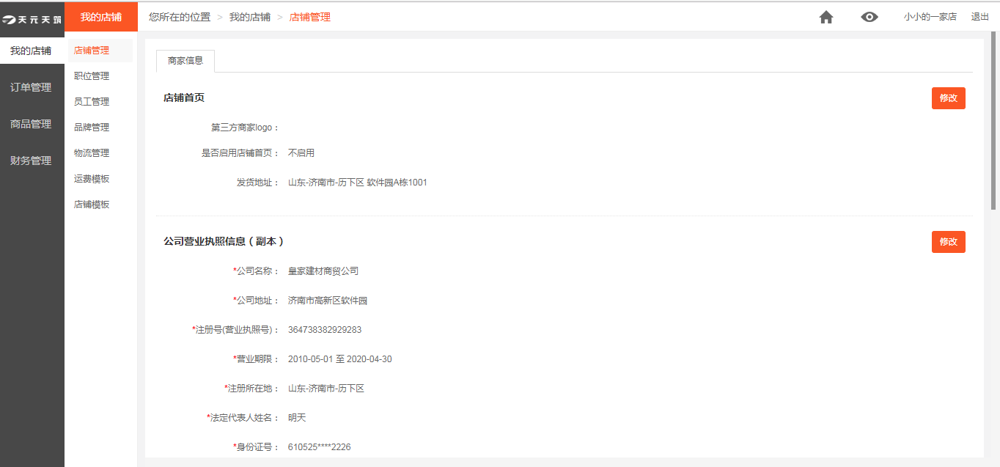 天元天筑
我的店铺
您所在的位置 > 我的店铺 > 店铺管理
小小的一家店 退出
我的店铺
订单管理
商品管理
财务管理
店铺管理
职位管理
员工管理
品牌管理
物流管理
运费模板
店铺模板
商家信息
店铺首页
修改
第三方商家logo：
是否启用店铺首页： 不启用
发货地址： 山东-济南市-历下区 软件园A栋1001
公司营业执照信息（副本）
修改
*公司名称： 皇家建材商贸公司
*公司地址： 济南市高新区软件园
*注册号(营业执照号)： 364738382929283
*营业期限： 2010-05-01 至 2020-04-30
*注册所在地： 山东-济南市-历下区
*法定代表人姓名： 明天
*身份证号： 610525****2226